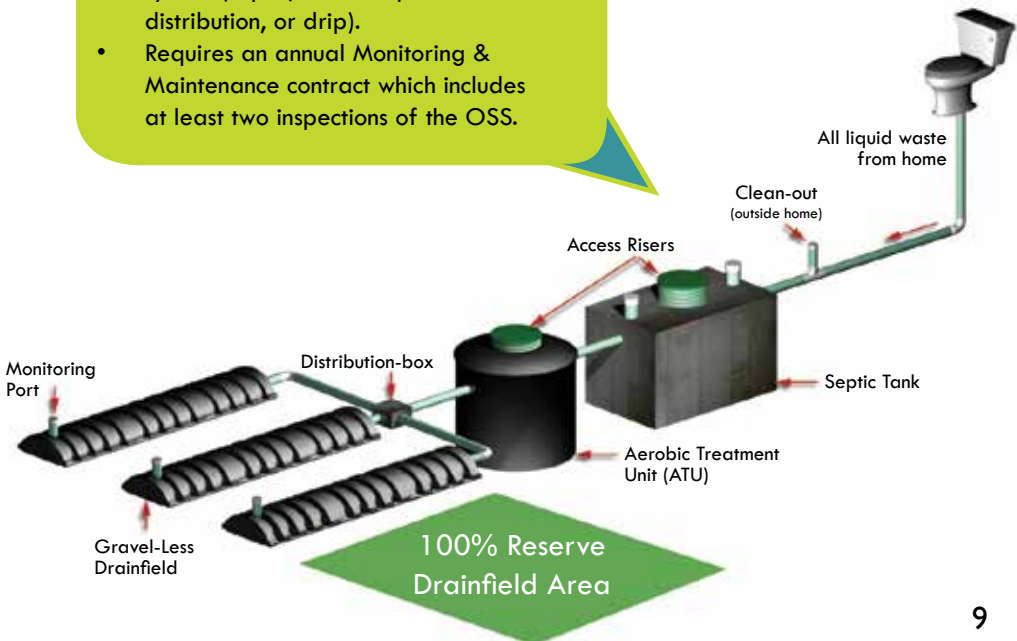 distribution, or drip).
• Requires an annual Monitoring &
Maintenance contract which includes
at least two inspections of the OSS.
All liquid waste
from home
Clean-out
(outside home)
Access Risers
Monitoring
Port
Distribution-box
Septic Tank
Aerobic Treatment
Unit (ATU)
Gravel-Less
Drainfield
100% Reserve
Drainfield Area
9